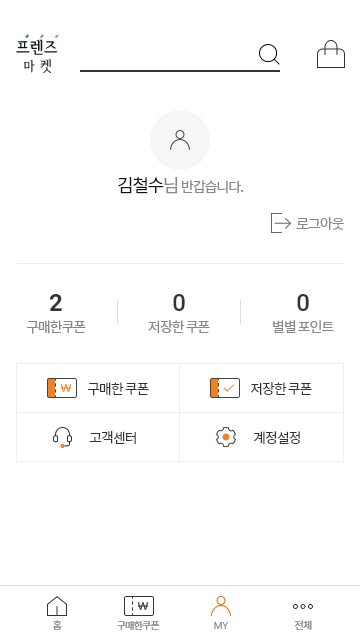 프렌즈
마켓
김철수님 반갑습니다.
로그아웃
2 0 0
구매한쿠폰 저장한 쿠폰 별별 포인트
₩ 구매한 쿠폰 저장한 쿠폰
고객센터 계정설정
₩
홈 구매한쿠폰 MY 전체